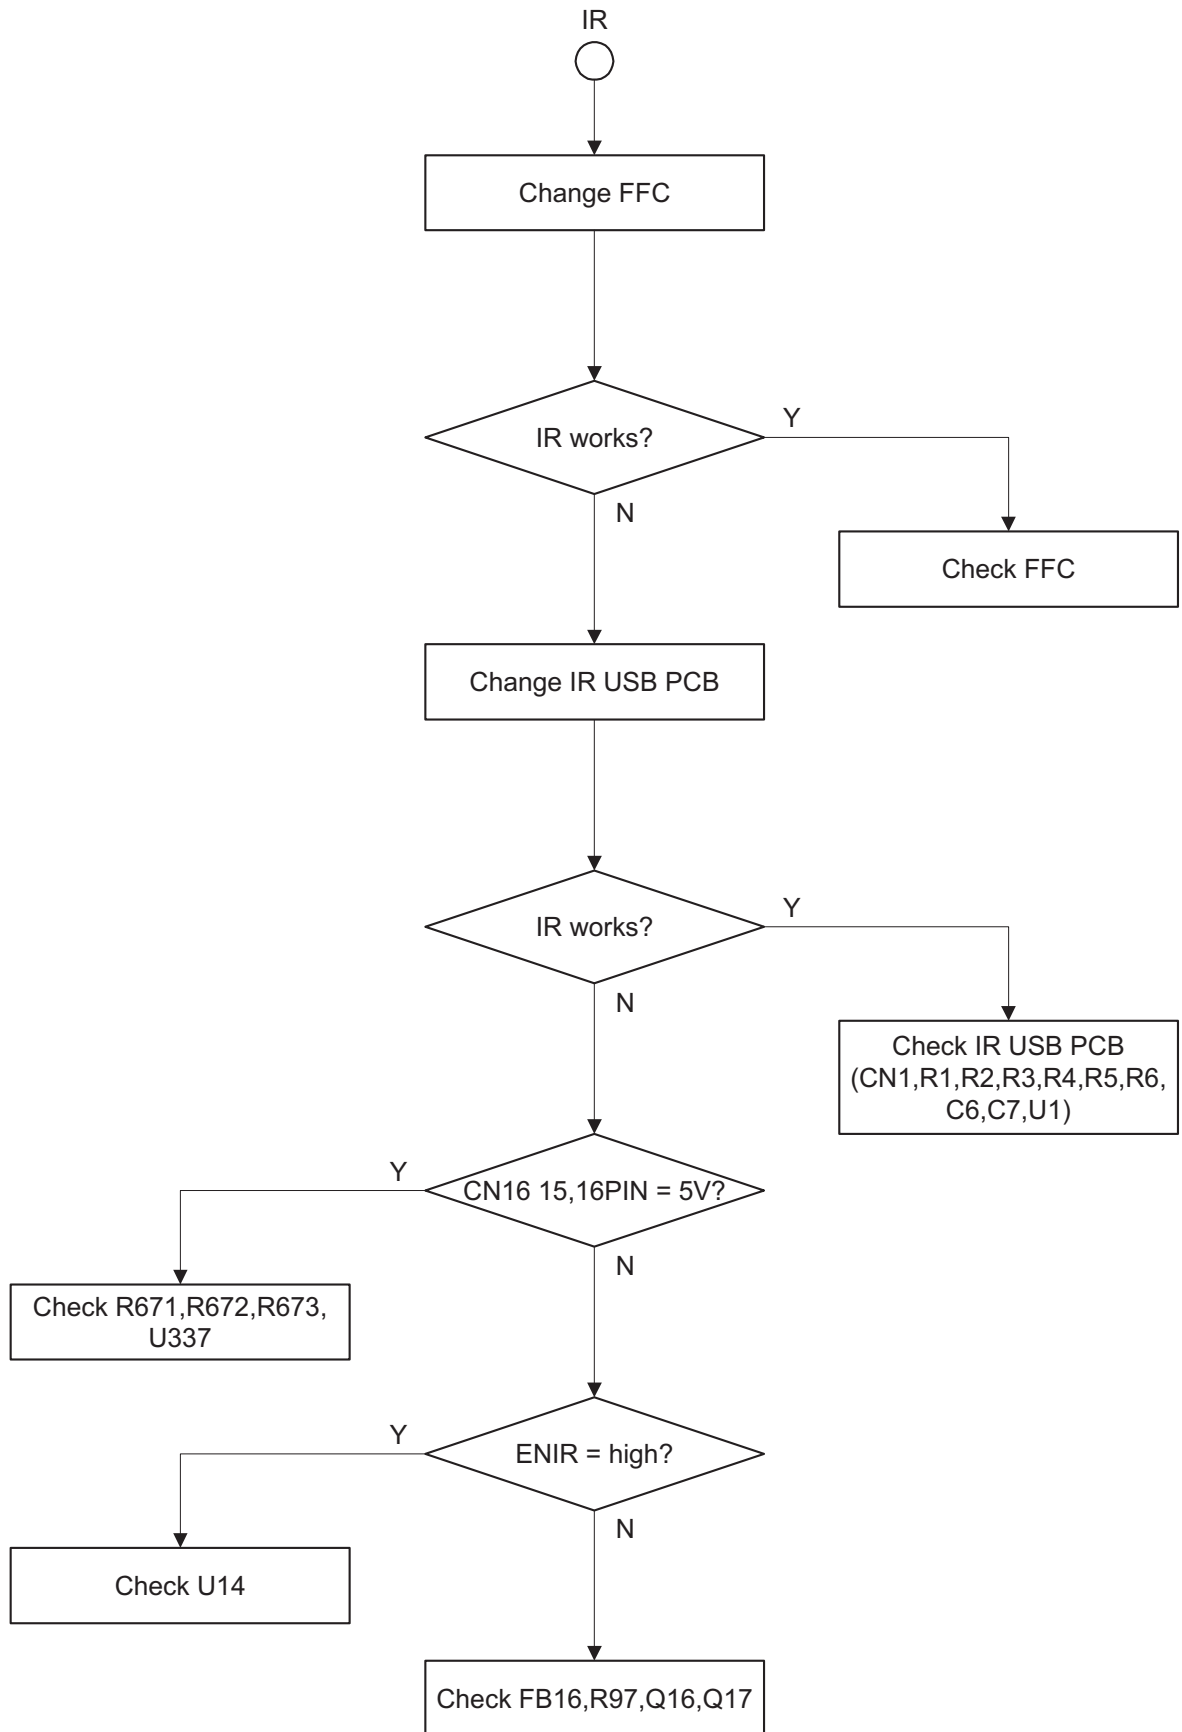 IR
Change FFC
IR works?
Y
N
Check FFC
Change IR USB PCB
IR works?
Y
N
Check IR USB PCB
(CN1,R1,R2,R3,R4,R5,R6,
C6,C7,U1)
CN16 15,16PIN = 5V?
Y
N
Check R671,R672,R673,
U337
ENIR = high?
Y
N
Check U14
Check FB16,R97,Q16,Q17